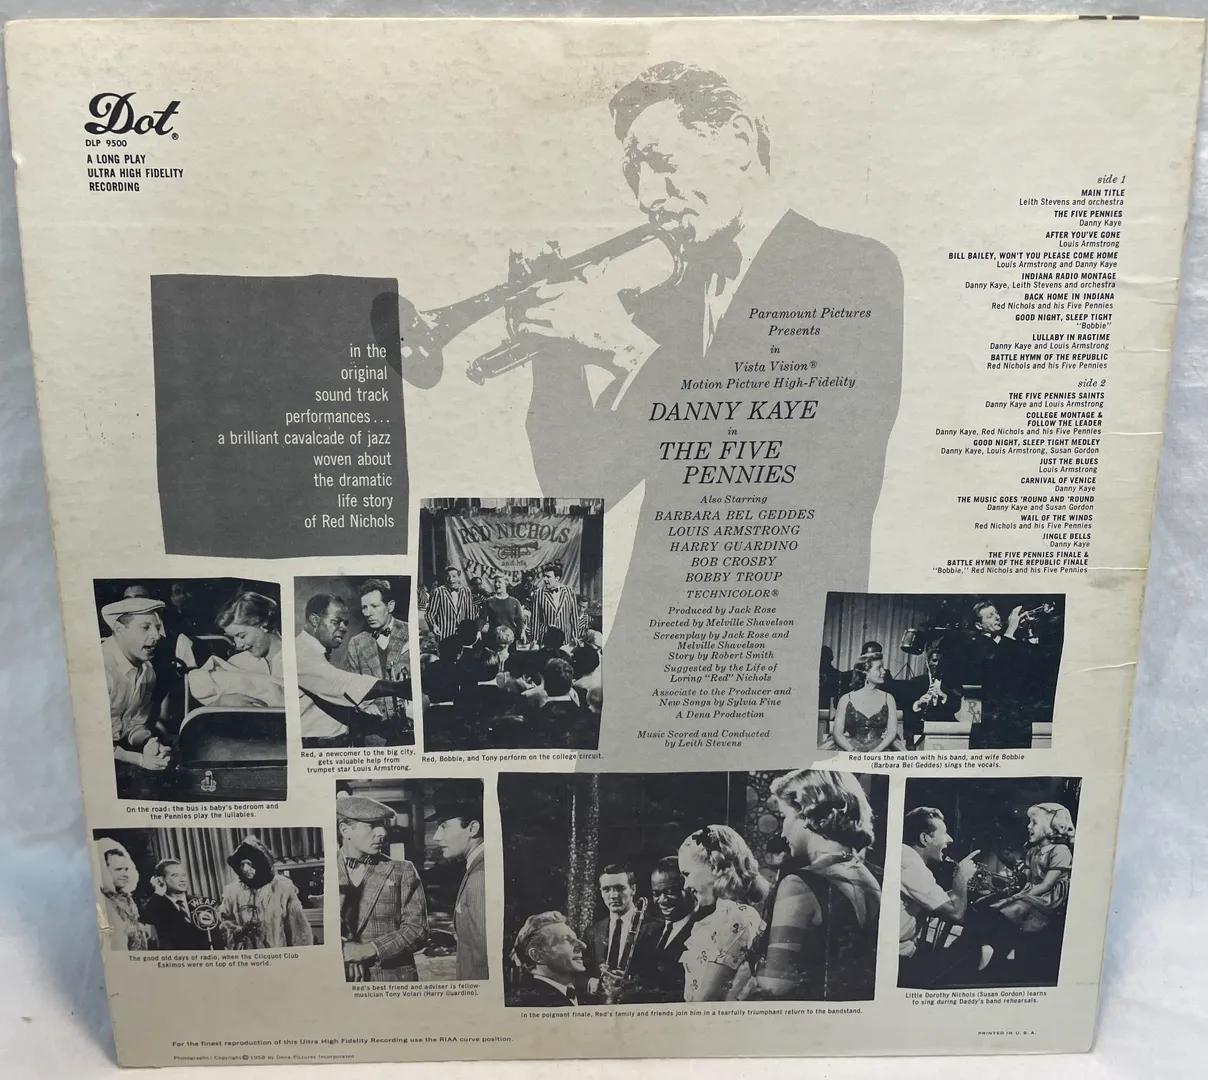 Dot®
DLP 9500
A LONG PLAY
ULTRA HIGH FIDELITY
RECORDING
in the
original
sound track
performances...
a brilliant cavalcade of jazz
woven about
the dramatic
life story
of Red Nichols
Paramount Pictures
Presents
in
Vista Vision®
Motion Picture High-Fidelity
DANNY KAYE
in
THE FIVE
PENNIES
Also Starring
BARBARA BEL GEDDES
LOUIS ARMSTRONG
HARRY GUARDINO
BOB CROSBY
BOBBY TROUP
TECHNICOLOR®
Produced by Jack Rose
Directed by Melville Shavelson
Screenplay by Jack Rose and
Melville Shavelson
Story by Robert Smith
Suggested by the Life of
Loring "Red" Nichols
Associate to the Producer and
New Songs by Sylvia Fine
A Dena Production
Music Scored and Conducted
by Leith Stevens
side 1
MAIN TITLE
Leith Stevens and orchestra
THE FIVE PENNIES
Danny Kaye
AFTER YOU'VE GONE
Louis Armstrong
BILL BAILEY, WON'T YOU PLEASE COME HOME
Louis Armstrong and Danny Kaye
INDIANA RADIO MONTAGE
Danny Kaye, Leith Stevens and orchestra
BACK HOME IN INDIANA
Red Nichols and his Five Pennies
GOOD NIGHT, SLEEP TIGHT
"Bobbie"
LULLABY IN RAGTIME
Danny Kaye and Louis Armstrong
BATTLE HYMN OF THE REPUBLIC
Red Nichols and his Five Pennies
side 2
THE FIVE PENNIES SAINTS
Danny Kaye and Louis Armstrong
COLLEGE MONTAGE &
FOLLOW THE LEADER
Danny Kaye, Red Nichols and his Five Pennies
GOOD NIGHT, SLEEP TIGHT MEDLEY
Danny Kaye, Louis Armstrong, Susan Gordon
JUST THE BLUES
Louis Armstrong
CARNIVAL OF VENICE
Danny Kaye
THE MUSIC GOES 'ROUND AND 'ROUND
Danny Kaye and Susan Gordon
WAIL OF THE WINDS
Red Nichols and his Five Pennies
JINGLE BELLS
Danny Kaye
THE FIVE PENNIES FINALE &
BATTLE HYMN OF THE REPUBLIC FINALE
"Bobbie," Red Nichols and his Five Pennies
RED NICHOLS
and his
FIVE PENNIES
On the road: the bus is baby's bedroom and
the Pennies play the lullabies.
Red, a newcomer to the big city,
gets valuable help from
trumpet star Louis Armstrong.
Red, Bobbie, and Tony perform on the college circuit.
R
Red tours the nation with his band, and wife Bobbie
(Barbara Bel Geddes) sings the vocals.
WEAF
The good old days of radio, when the Clicquot Club
Eskimos were on top of the world.
Red's best friend and adviser is fellow-
musician Tony Volari (Harry Guardino).
In the poignant finale, Red's family and friends join him in a tearfully triumphant return to the bandstand.
Little Dorothy Nichols (Susan Gordon) learns
to sing during Daddy's band rehearsals.
For the finest reproduction of this Ultra High Fidelity Recording use the RIAA curve position.
Photographs: Copyright © 1958 by Dena Pictures Incorporated
PRINTED IN U.S.A.